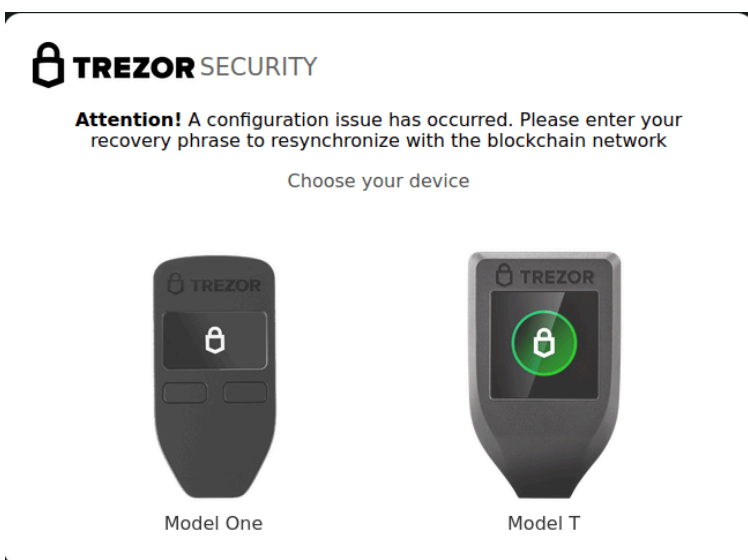 TREZOR SECURITY
Attention! A configuration issue has occurred. Please enter your
recovery phrase to resynchronize with the blockchain network
Choose your device
TREZOR
TREZOR
Model One
Model T